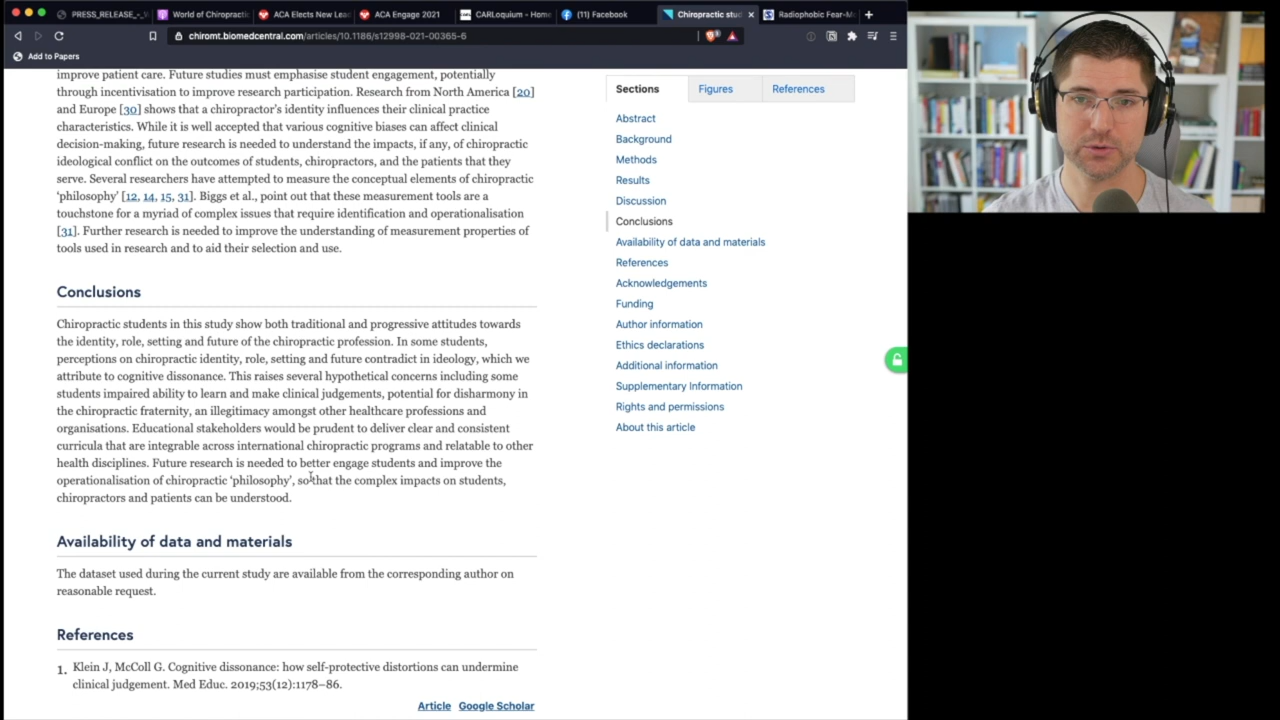 PRESS_RELEASE_-_
World of Chiropractic
ACA Elects New Lea
ACA Engage 2021
CARLoquium - Home
(11) Facebook
Chiropractic stud
Radiophobic Fear-Mo
chiromt.biomedcentral.com/articles/10.1186/s12998-021-00365-6
Add to Papers
improve patient care. Future studies must emphasise student engagement, potentially
through incentivisation to improve research participation. Research from North America [20]
and Europe [30] shows that a chiropractor's identity influences their clinical practice
characteristics. While it is well accepted that various cognitive biases can affect clinical
decision-making, future research is needed to understand the impacts, if any, of chiropractic
ideological conflict on the outcomes of students, chiropractors, and the patients that they
serve. Several researchers have attempted to measure the conceptual elements of chiropractic
'philosophy' [12, 14, 15, 31]. Biggs et al., point out that these measurement tools are a
touchstone for a myriad of complex issues that require identification and operationalisation
[31]. Further research is needed to improve the understanding of measurement properties of
tools used in research and to aid their selection and use.
Conclusions
Chiropractic students in this study show both traditional and progressive attitudes towards
the identity, role, setting and future of the chiropractic profession. In some students,
perceptions on chiropractic identity, role, setting and future contradict in ideology, which we
attribute to cognitive dissonance. This raises several hypothetical concerns including some
students impaired ability to learn and make clinical judgements, potential for disharmony in
the chiropractic fraternity, an illegitimacy amongst other healthcare professions and
organisations. Educational stakeholders would be prudent to deliver clear and consistent
curricula that are integrable across international chiropractic programs and relatable to other
health disciplines. Future research is needed to better engage students and improve the
operationalisation of chiropractic 'philosophy', so that the complex impacts on students,
chiropractors and patients can be understood.
Availability of data and materials
The dataset used during the current study are available from the corresponding author on
reasonable request.
References
1. Klein J, McColl G. Cognitive dissonance: how self-protective distortions can undermine
clinical judgement. Med Educ. 2019;53(12):1178–86.
Article Google Scholar
Sections
Figures
References
Abstract
Background
Methods
Results
Discussion
Conclusions
Availability of data and materials
References
Acknowledgements
Funding
Author information
Ethics declarations
Additional information
Supplementary Information
Rights and permissions
About this article